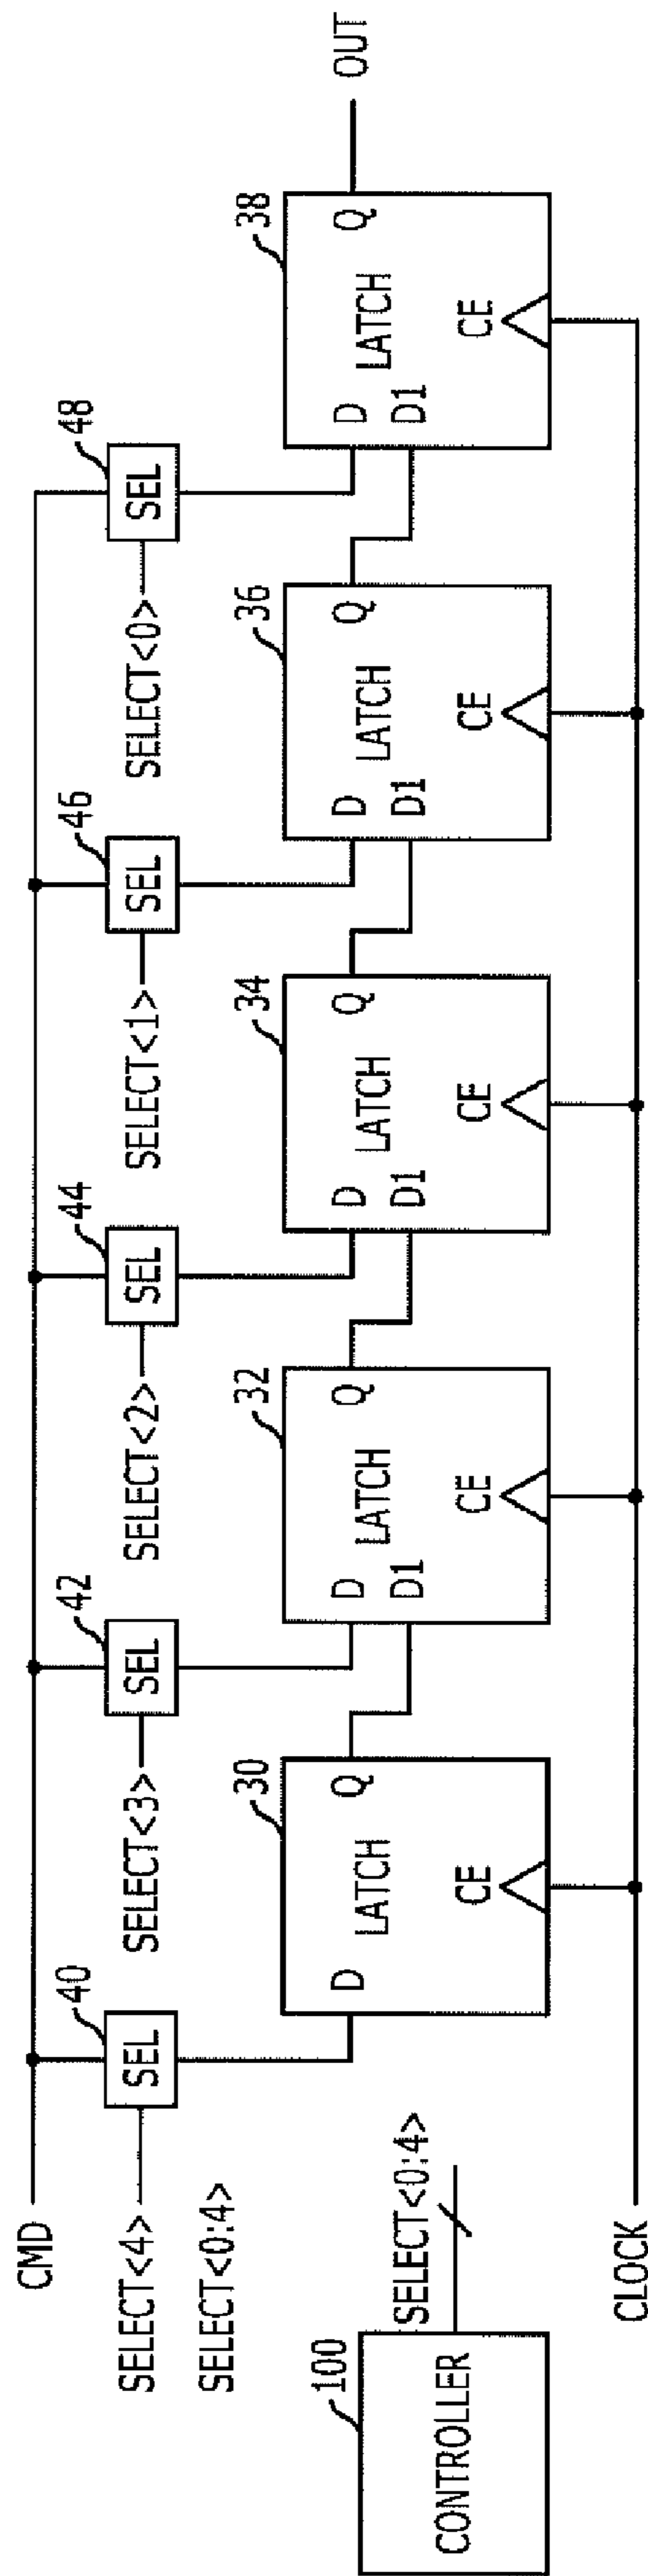 CMD
SELECT<4>
SELECT<0:4>
40
SEL
SELECT<3>
42
SEL
SELECT<2>
44
SEL
SELECT<1>
46
SEL
SELECT<0>
48
SEL
30
D
LATCH
Q
CE
32
D
D1
LATCH
Q
CE
34
D
D1
LATCH
Q
CE
36
D
D1
LATCH
Q
CE
38
D
D1
LATCH
Q
CE
OUT
100
CONTROLLER
SELECT<0:4>
CLOCK